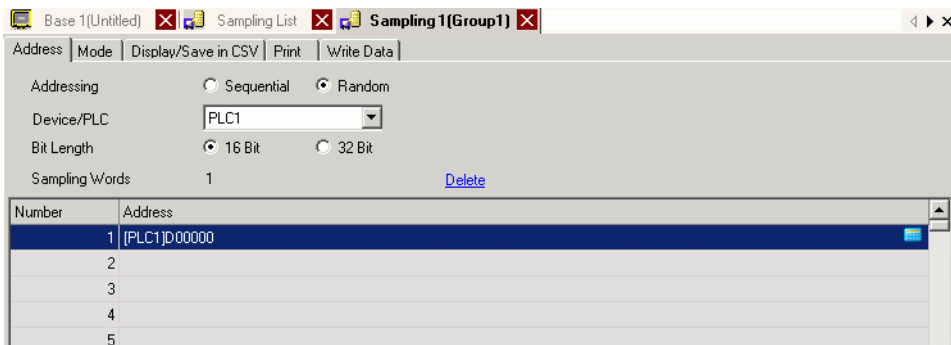 Base 1(Untitled) Sampling List Sampling 1(Group1)
Address Mode Display/Save in CSV Print Write Data
Addressing Sequential Random
Device/PLC PLC1
Bit Length 16 Bit 32 Bit
Sampling Words 1 Delete
Number Address
1 [PLC1]D00000
2
3
4
5